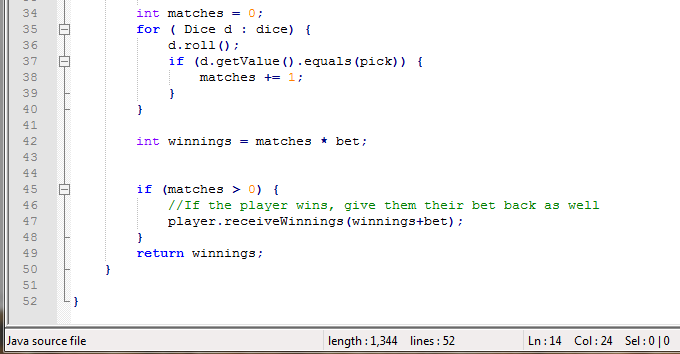 34 int matches = 0;
35 for ( Dice d : dice) {
36 d.roll();
37 if (d.getValue().equals(pick)) {
38 matches += 1;
39 }
40 }
41
42 int winnings = matches * bet;
43
44
45 if (matches > 0) {
46 //If the player wins, give them their bet back as well
47 player.receiveWinnings(winnings+bet);
48 }
49 return winnings;
50 }
51
52 }
Java source file length : 1,344 lines : 52 Ln : 14 Col : 24 Sel : 0 | 0